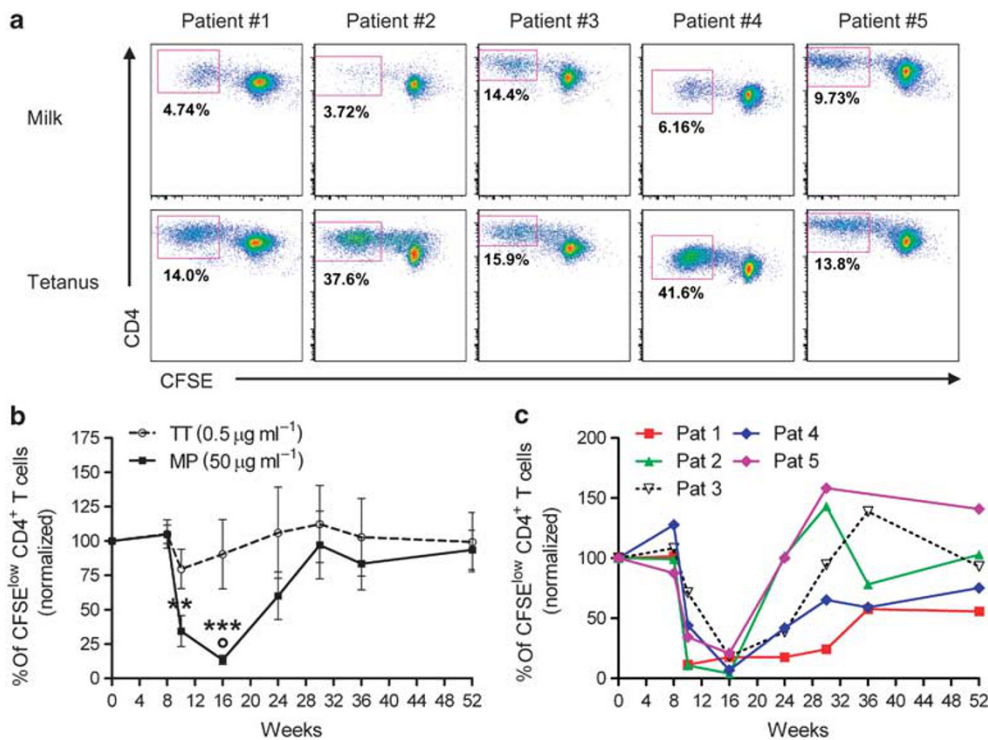 a
Patient #1 Patient #2 Patient #3 Patient #4 Patient #5
Milk
4.74% 3.72% 14.4% 6.16% 9.73%
Tetanus
14.0% 37.6% 15.9% 41.6% 13.8%
CD4
CFSE
b
TT (0.5 µg ml⁻¹)
MP (50 µg ml⁻¹)
% Of CFSE^low CD4⁺ T cells
(normalized)
175
150
125
100
75
50
25
0
**
***
0 4 8 12 16 20 24 28 32 36 40 44 48 52
Weeks
c
Pat 1 Pat 4
Pat 2 Pat 5
Pat 3
% Of CFSE^low CD4⁺ T cells
(normalized)
200
150
100
50
0
0 4 8 12 16 20 24 28 32 36 40 44 48 52
Weeks